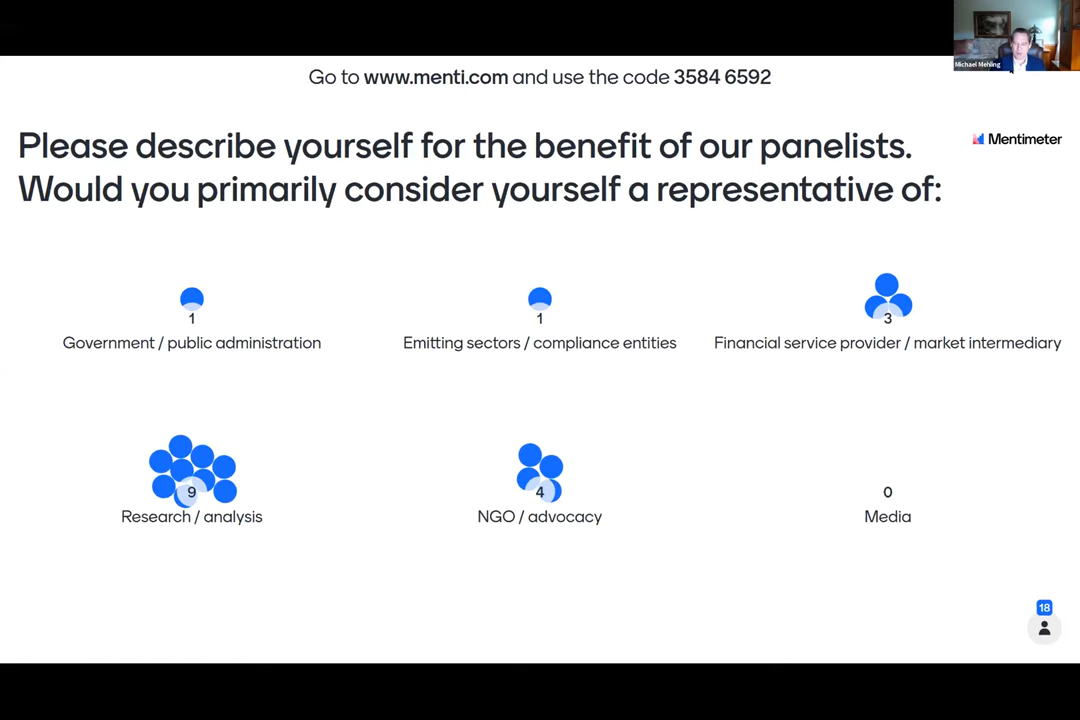 Michael Mehling
Go to www.menti.com and use the code 3584 6592
Mentimeter
Please describe yourself for the benefit of our panelists.
Would you primarily consider yourself a representative of:
1
Government / public administration
1
Emitting sectors / compliance entities
3
Financial service provider / market intermediary
9
Research / analysis
4
NGO / advocacy
0
Media
18